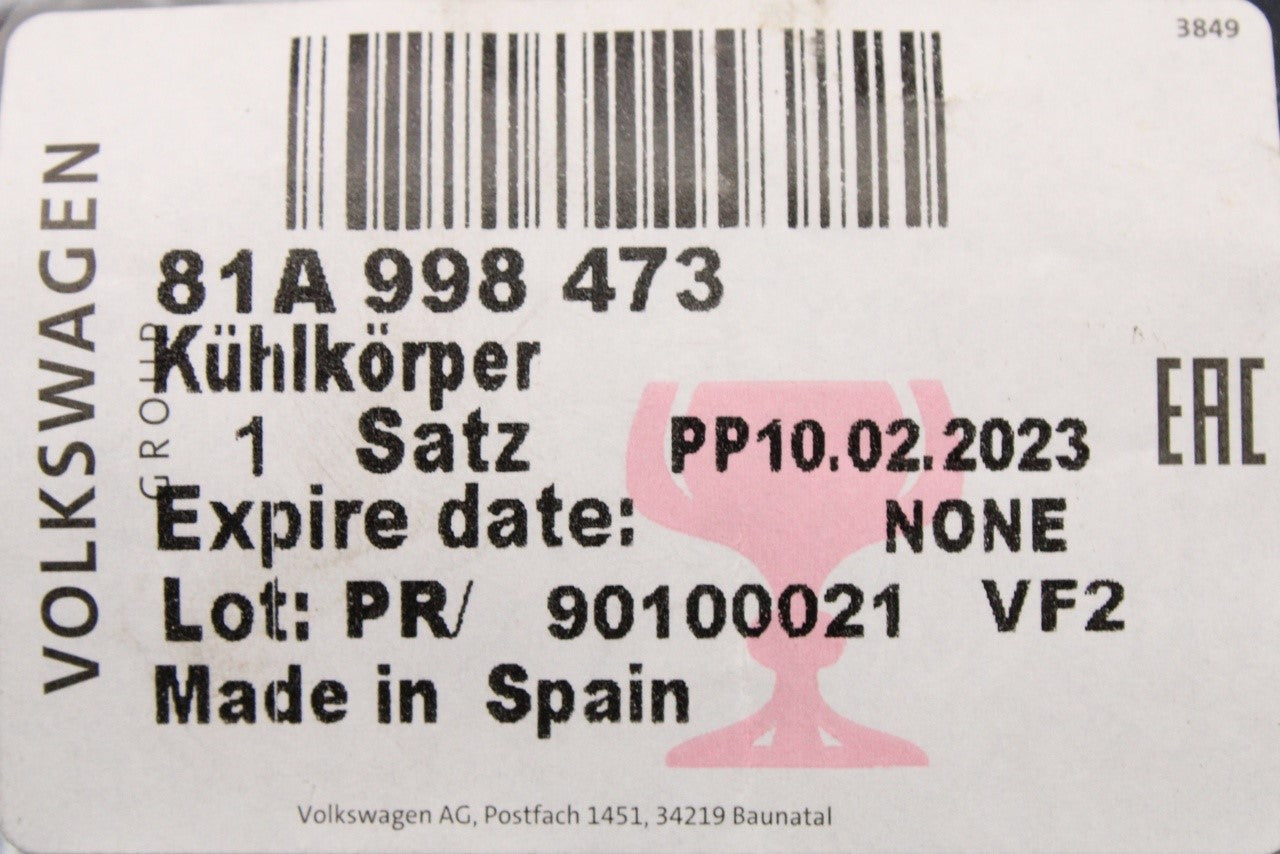 3849
VOLKSWAGEN
GROUP
81A 998 473
Kühlkörper
1 Satz PP10.02.2023
EAC
Expire date: NONE
Lot: PR/ 90100021 VF2
Made in Spain
Volkswagen AG, Postfach 1451, 34219 Baunatal